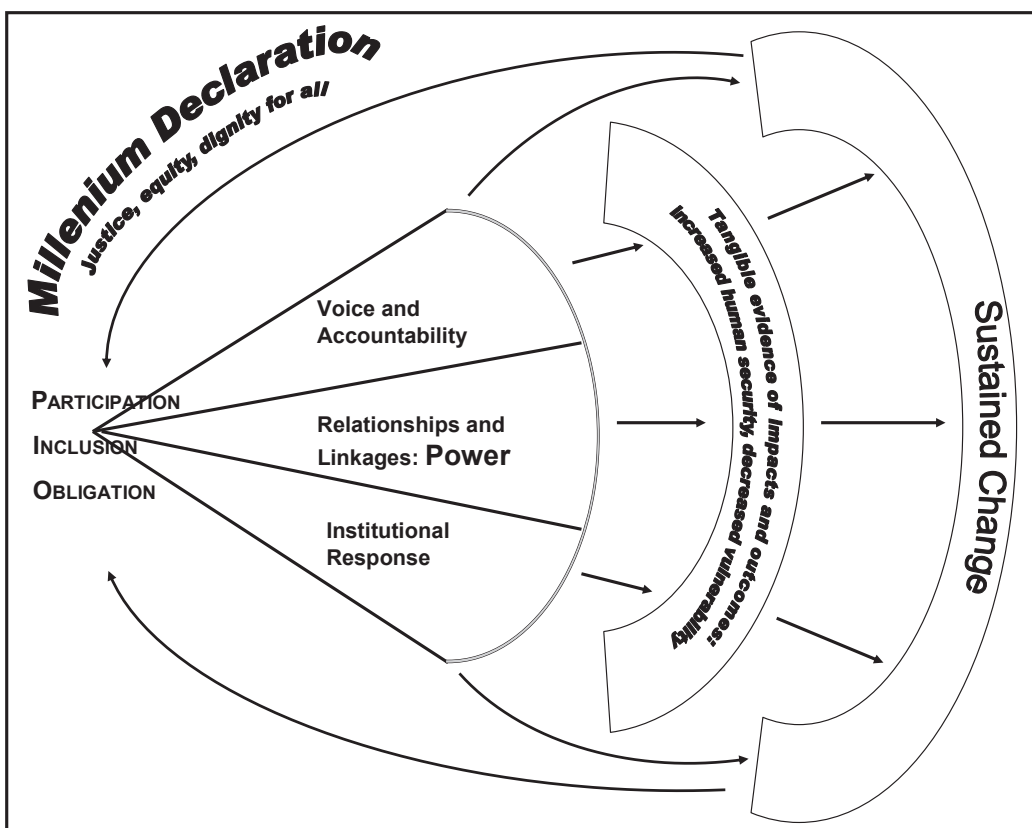 Millenium Declaration
Justice, equity, dignity for all
Voice and
Accountability
PARTICIPATION
INCLUSION
OBLIGATION
Relationships and
Linkages: Power
Institutional
Response
Tangible evidence of impacts and outcomes:
increased human security, decreased vulnerability
Sustained Change